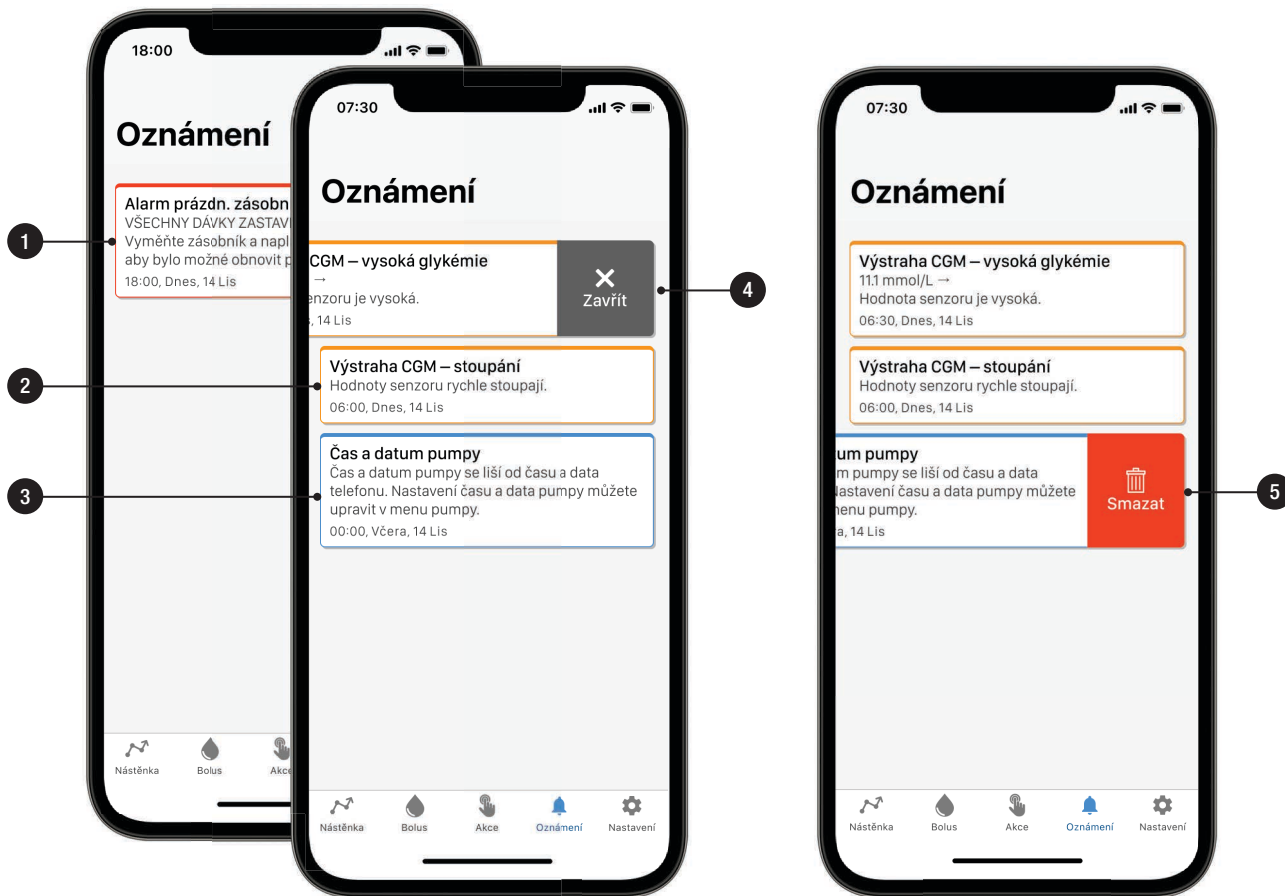 18:00
Oznámení
Alarm prázdn. zásobn
VŠECHNY DÁVKY ZASTAVI
Vyměňte zásobník a napl
aby bylo možné obnovit p
18:00, Dnes, 14 Lis
Nástěnka Bolus Akce
1
2
3
07:30
Oznámení
CGM – vysoká glykémie
→
enzoru je vysoká.
, 14 Lis
Zavřít
4
Výstraha CGM – stoupání
Hodnoty senzoru rychle stoupají.
06:00, Dnes, 14 Lis
Čas a datum pumpy
Čas a datum pumpy se liší od času a data
telefonu. Nastavení času a data pumpy můžete
upravit v menu pumpy.
00:00, Včera, 14 Lis
Nástěnka Bolus Akce Oznámení Nastavení
07:30
Oznámení
Výstraha CGM – vysoká glykémie
11.1 mmol/L →
Hodnota senzoru je vysoká.
06:30, Dnes, 14 Lis
Výstraha CGM – stoupání
Hodnoty senzoru rychle stoupají.
06:00, Dnes, 14 Lis
um pumpy
m pumpy se liší od času a data
Nastavení času a data pumpy můžete
menu pumpy.
ra, 14 Lis
Smazat
5
Nástěnka Bolus Akce Oznámení Nastavení